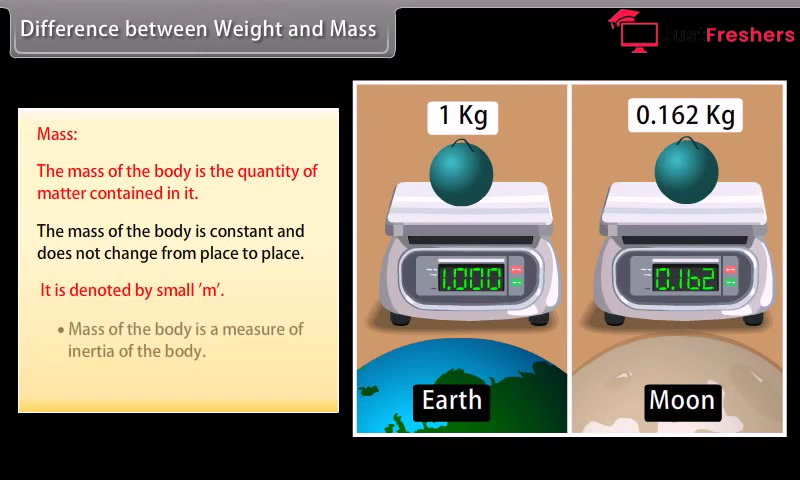 Difference between Weight and Mass
JustFreshers
Mass:
The mass of the body is the quantity of
matter contained in it.
The mass of the body is constant and
does not change from place to place.
It is denoted by small 'm'.
• Mass of the body is a measure of
inertia of the body.
1 Kg
0.162 Kg
1.000
0.162
Earth
Moon